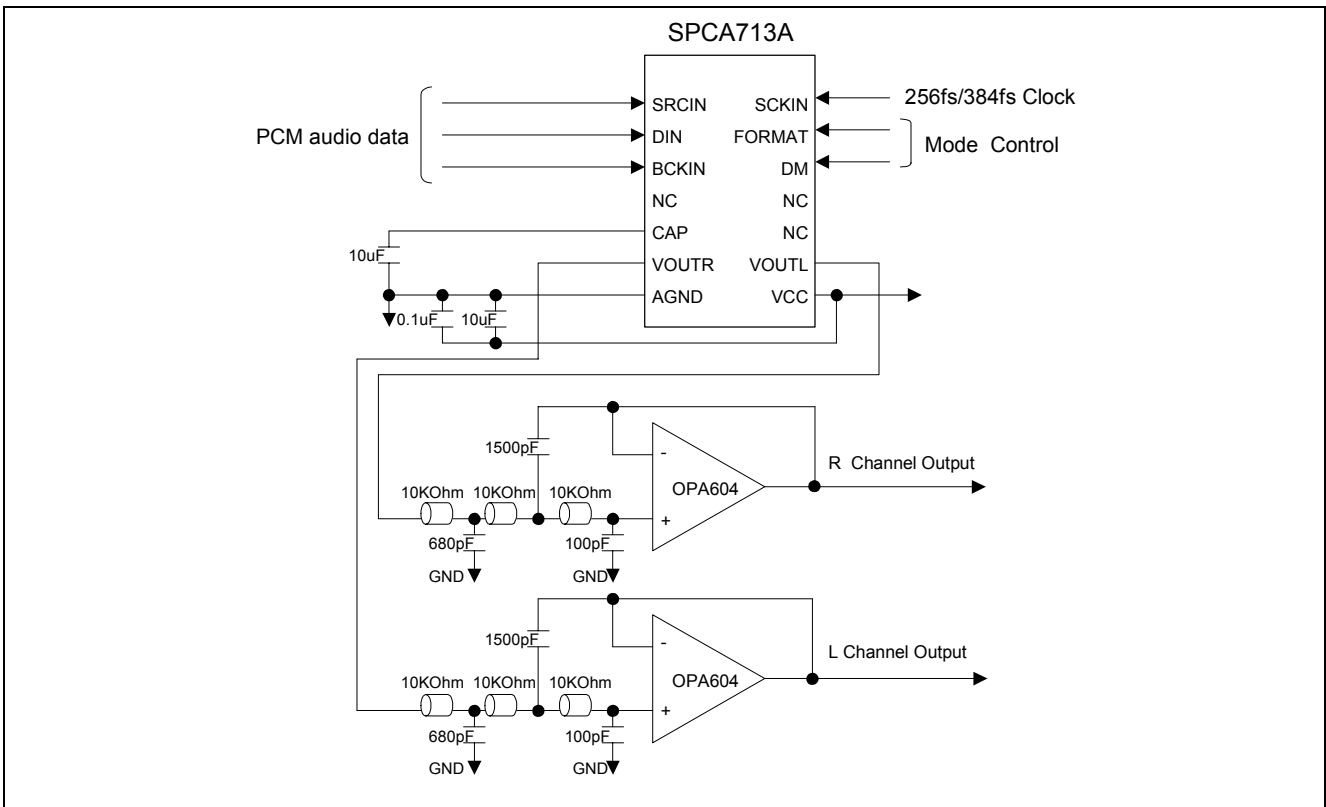 SPCA713A
PCM audio data
SRCIN
DIN
BCKIN
NC
CAP
VOUTR
AGND
SCKIN
FORMAT
DM
NC
NC
VOUTL
VCC
256fs/384fs Clock
Mode Control
10uF
0.1uF
10uF
1500pF
-
OPA604
+
R Channel Output
10KOhm 10KOhm 10KOhm
680pF
100pF
GND
GND
1500pF
-
OPA604
+
L Channel Output
10KOhm 10KOhm 10KOhm
680pF
100pF
GND
GND